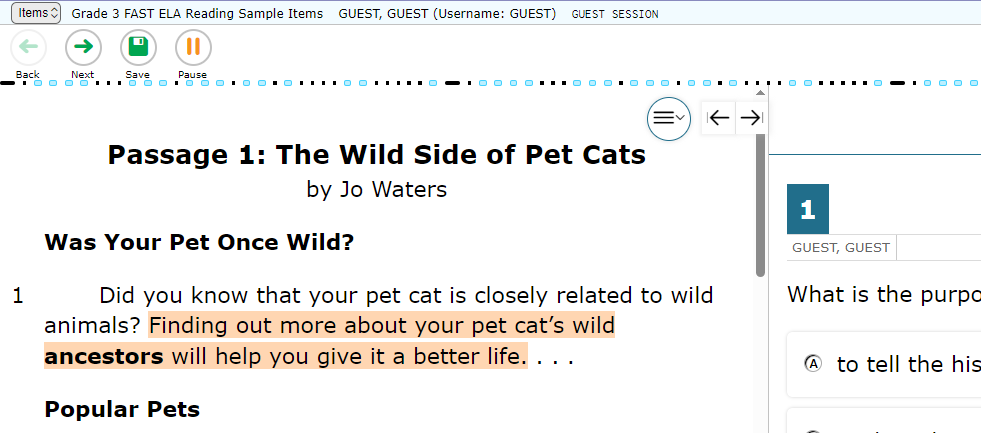 Items Grade 3 FAST ELA Reading Sample Items GUEST, GUEST (Username: GUEST) GUEST SESSION
Back Next Save Pause
Passage 1: The Wild Side of Pet Cats
by Jo Waters
Was Your Pet Once Wild?
1 Did you know that your pet cat is closely related to wild
animals? Finding out more about your pet cat’s wild
ancestors will help you give it a better life. . . .
Popular Pets
1
GUEST, GUEST
What is the purpo
A to tell the his